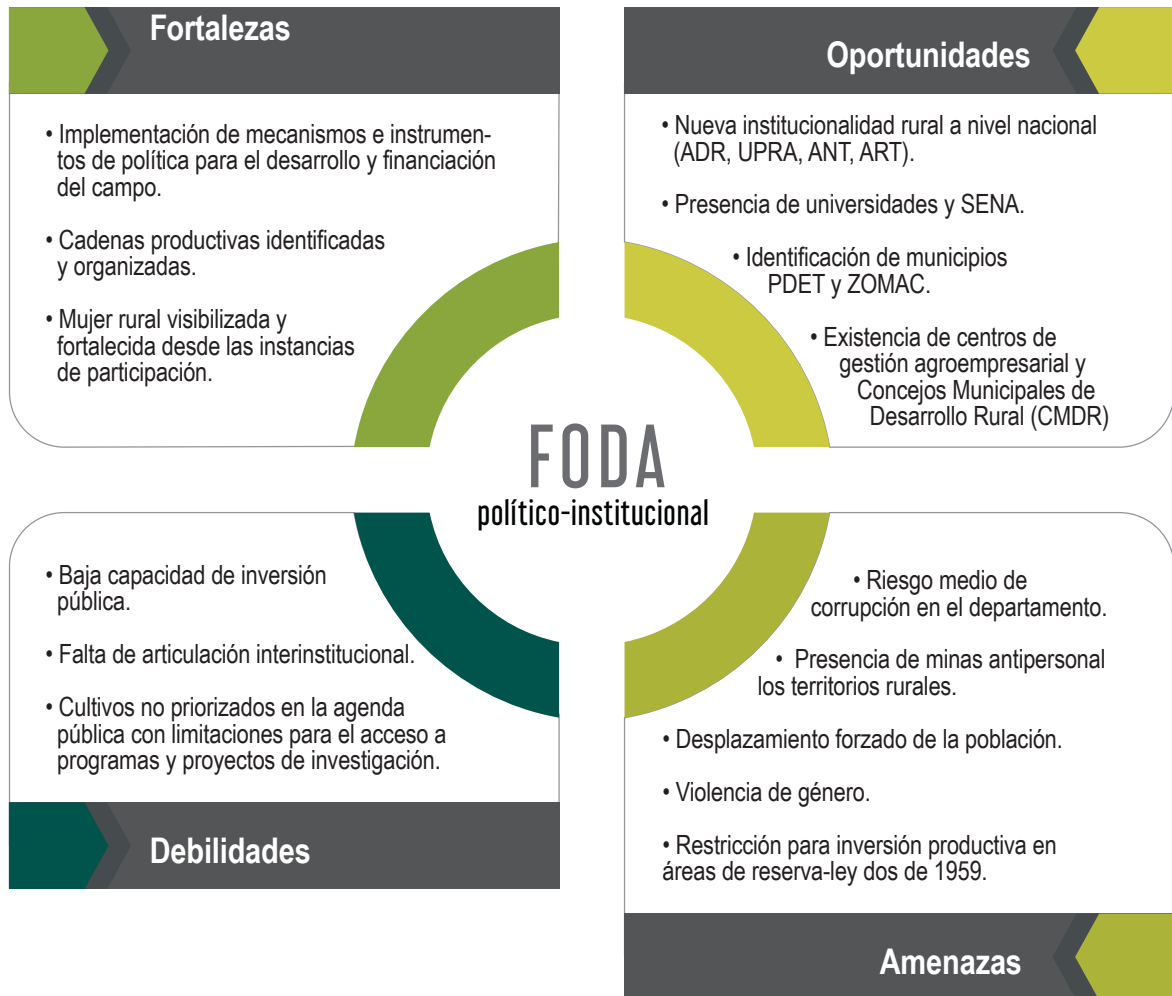 Fortalezas
• Implementación de mecanismos e instrumen-
tos de política para el desarrollo y financiación
del campo.
• Cadenas productivas identificadas
y organizadas.
• Mujer rural visibilizada y
fortalecida desde las instancias
de participación.
Oportunidades
• Nueva institucionalidad rural a nivel nacional
(ADR, UPRA, ANT, ART).
• Presencia de universidades y SENA.
• Identificación de municipios
PDET y ZOMAC.
• Existencia de centros de
gestión agroempresarial y
Concejos Municipales de
Desarrollo Rural (CMDR)
FODA
político-institucional
• Baja capacidad de inversión
pública.
• Falta de articulación interinstitucional.
• Cultivos no priorizados en la agenda
pública con limitaciones para el acceso a
programas y proyectos de investigación.
Debilidades
• Riesgo medio de
corrupción en el departamento.
• Presencia de minas antipersonal
los territorios rurales.
• Desplazamiento forzado de la población.
• Violencia de género.
• Restricción para inversión productiva en
áreas de reserva-ley dos de 1959.
Amenazas